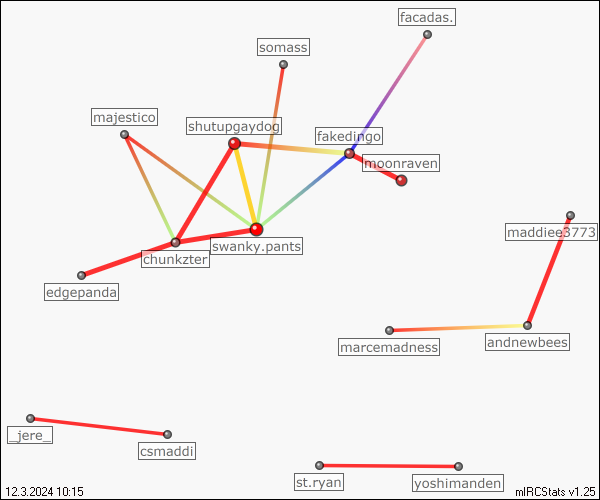 facadas.
somass
majestico
shutupgaydog
fakedingo
moonraven
maddiee3773
swanky.pants
chunkzter
edgepanda
andnewbees
marcemadness
_jere_
csmaddi
st.ryan
yoshimanden
12.3.2024 10:15
mIRCStats v1.25